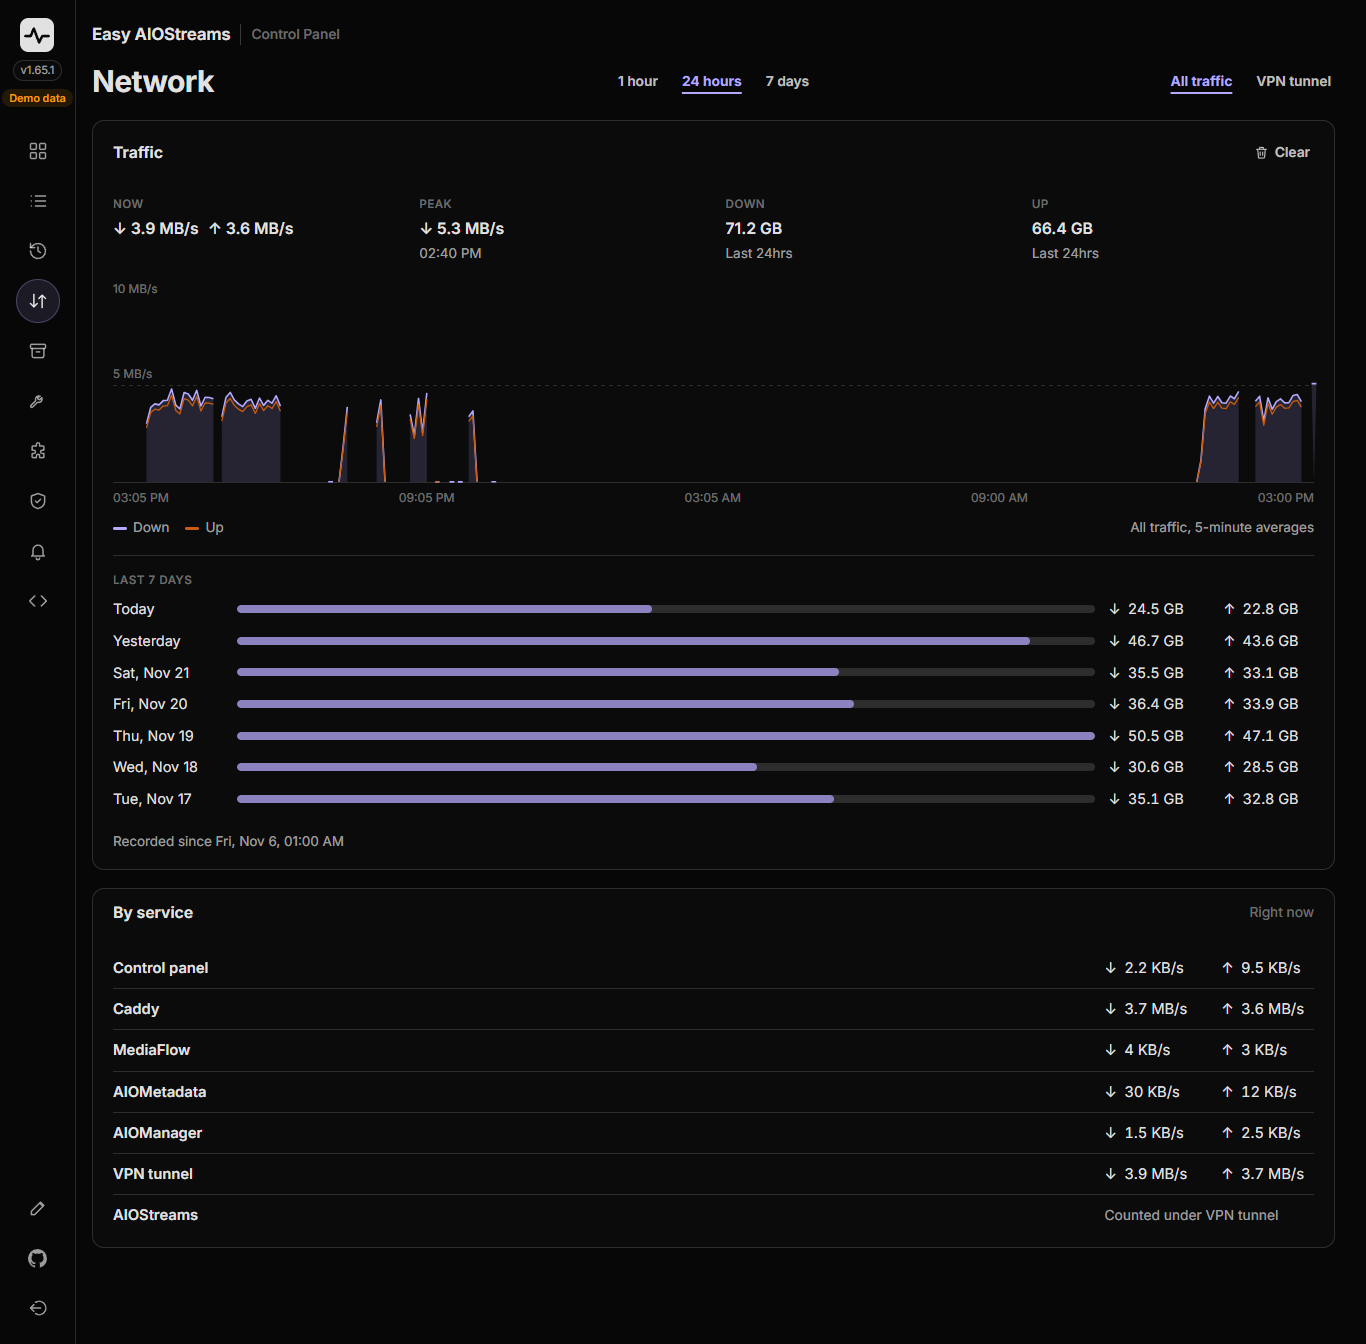 Easy AIOStreams
Control Panel
v1.65.1
Demo data
Network
1 hour
24 hours
7 days
All traffic
VPN tunnel
Traffic
Clear
NOW
↓ 3.9 MB/s ↑ 3.6 MB/s
PEAK
↓ 5.3 MB/s
02:40 PM
DOWN
71.2 GB
Last 24hrs
UP
66.4 GB
Last 24hrs
10 MB/s
5 MB/s
03:05 PM
09:05 PM
03:05 AM
09:00 AM
03:00 PM
Down
Up
All traffic, 5-minute averages
LAST 7 DAYS
Today ↓ 24.5 GB ↑ 22.8 GB
Yesterday ↓ 46.7 GB ↑ 43.6 GB
Sat, Nov 21 ↓ 35.5 GB ↑ 33.1 GB
Fri, Nov 20 ↓ 36.4 GB ↑ 33.9 GB
Thu, Nov 19 ↓ 50.5 GB ↑ 47.1 GB
Wed, Nov 18 ↓ 30.6 GB ↑ 28.5 GB
Tue, Nov 17 ↓ 35.1 GB ↑ 32.8 GB
Recorded since Fri, Nov 6, 01:00 AM
By service
Right now
Control panel ↓ 2.2 KB/s ↑ 9.5 KB/s
Caddy ↓ 3.7 MB/s ↑ 3.6 MB/s
MediaFlow ↓ 4 KB/s ↑ 3 KB/s
AIOMetadata ↓ 30 KB/s ↑ 12 KB/s
AIOManager ↓ 1.5 KB/s ↑ 2.5 KB/s
VPN tunnel ↓ 3.9 MB/s ↑ 3.7 MB/s
AIOStreams Counted under VPN tunnel